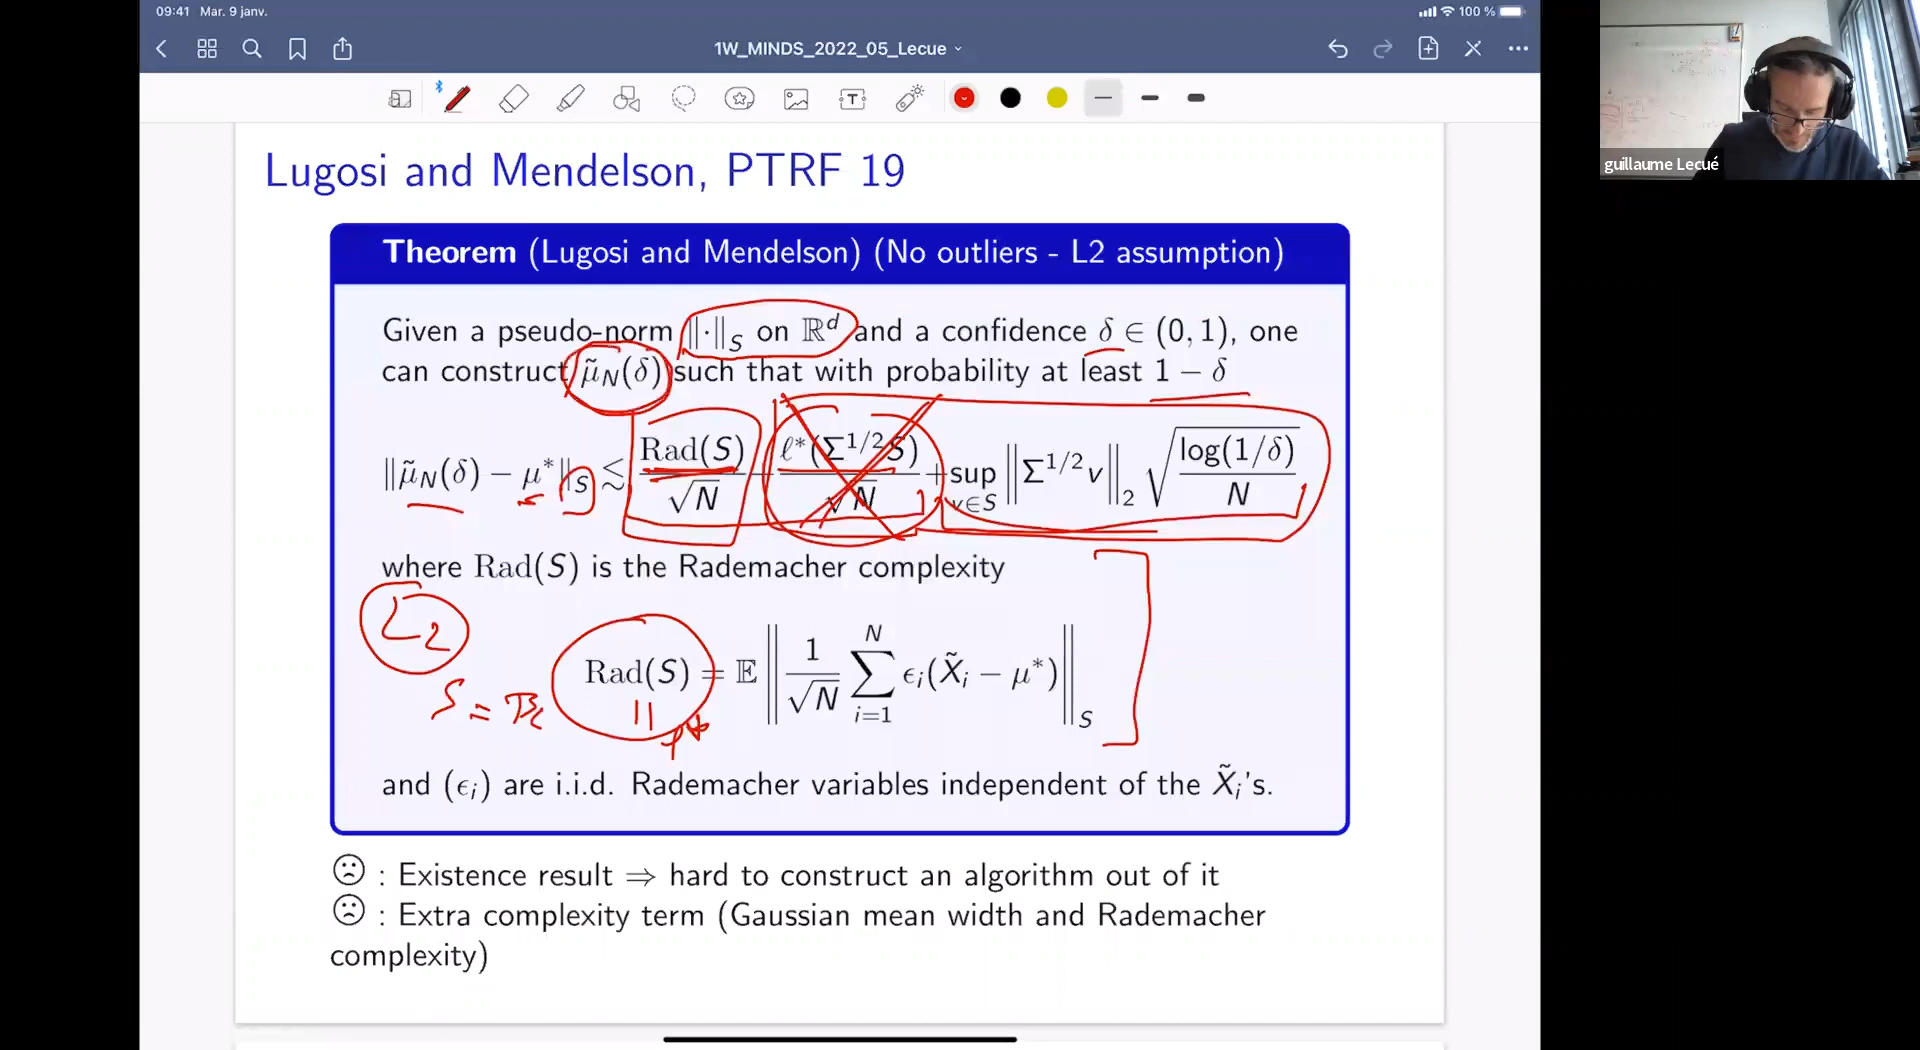 09:41 Mar. 9 janv.
100 %
1W_MINDS_2022_05_Lecue
guillaume Lecué
Lugosi and Mendelson, PTRF 19
Theorem (Lugosi and Mendelson) (No outliers - L2 assumption)
Given a pseudo-norm ‖·‖_S on ℝ^d and a confidence δ ∈ (0, 1), one
can construct μ̃_N(δ) such that with probability at least 1 − δ
‖μ̃_N(δ) − μ*‖_S ≲ Rad(S)/√N + ℓ*(Σ^{1/2}S)/√N + sup_{v∈S} ‖Σ^{1/2}v‖_2 √(log(1/δ)/N)
where Rad(S) is the Rademacher complexity
L_2
Rad(S) = 𝔼 ‖ 1/√N ∑_{i=1}^N ϵ_i(X̃_i − μ*) ‖_S
S =
and (ϵ_i) are i.i.d. Rademacher variables independent of the X̃_i's.
☹ : Existence result ⇒ hard to construct an algorithm out of it
☹ : Extra complexity term (Gaussian mean width and Rademacher
complexity)